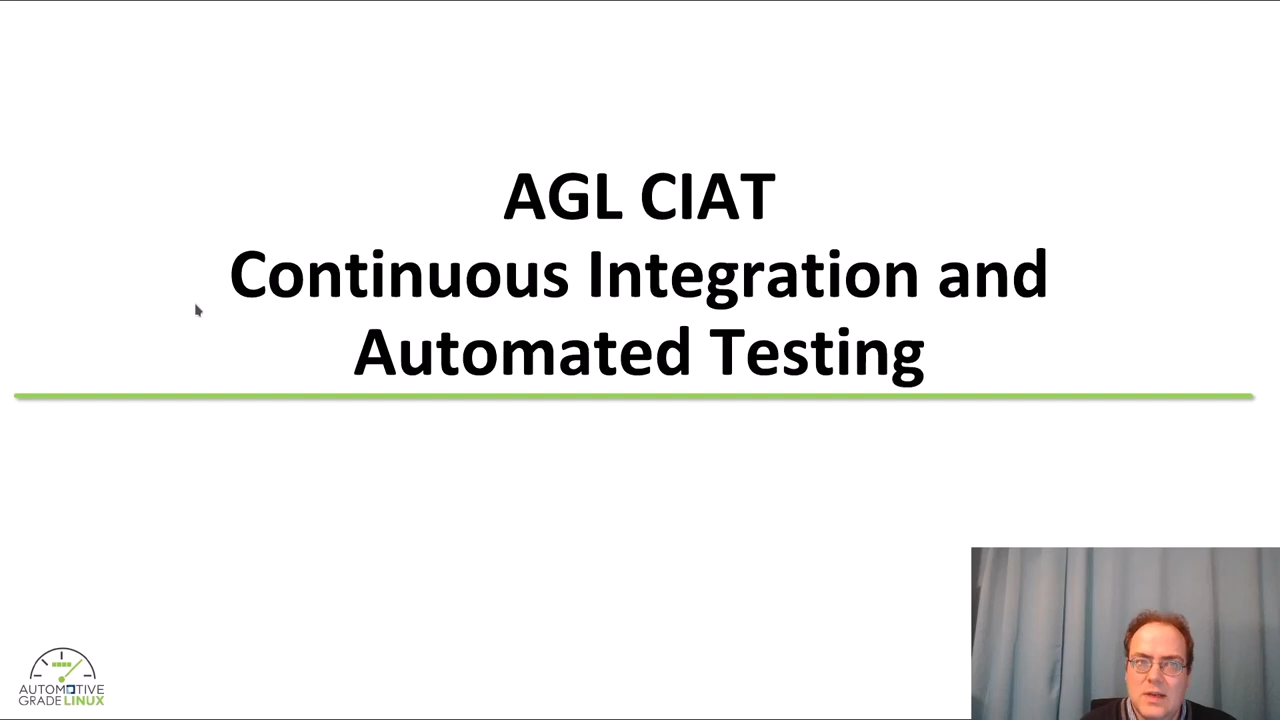 AGL CIAT
Continuous Integration and
Automated Testing
AUTOMOTIVE
GRADE LINUX